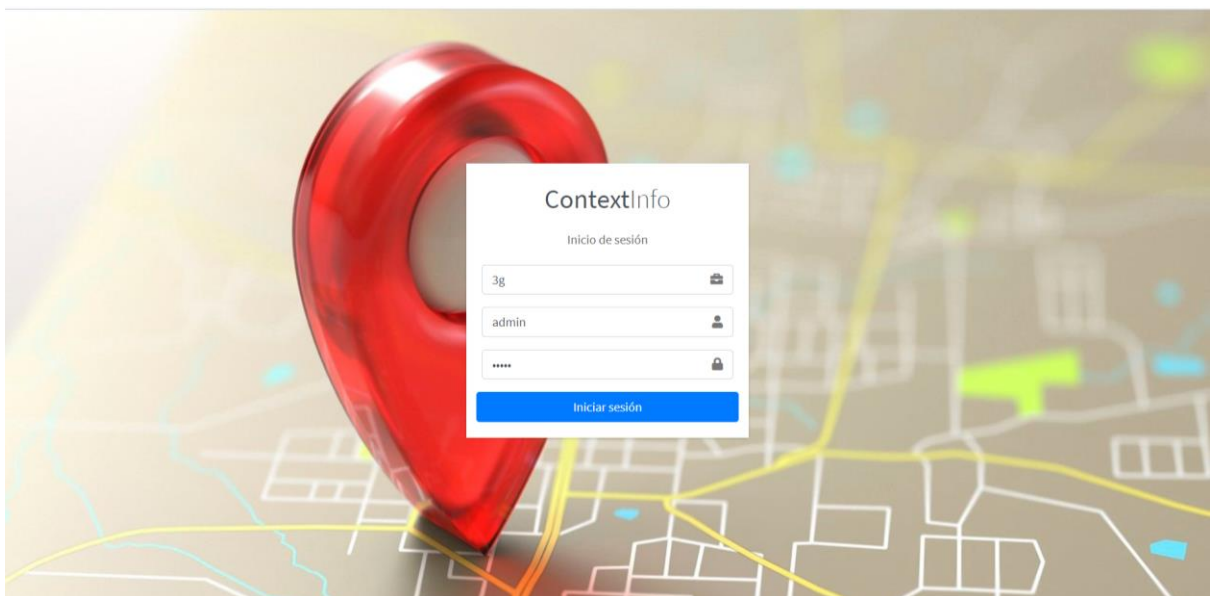 ContextInfo
Inicio de sesión
3g
admin
•••••
Iniciar sesión